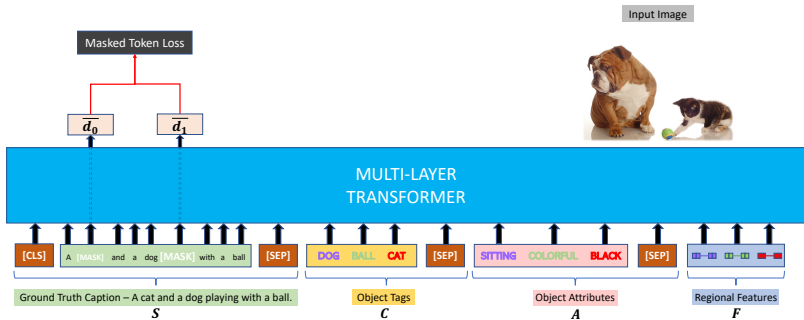 Input Image
Masked Token Loss
d0
d1
MULTI-LAYER
TRANSFORMER
[CLS] A [MASK] and a dog [MASK] with a ball [SEP] DOG BALL CAT [SEP] SITTING COLORFUL BLACK [SEP]
Ground Truth Caption – A cat and a dog playing with a ball. Object Tags Object Attributes Regional Features
S C A F